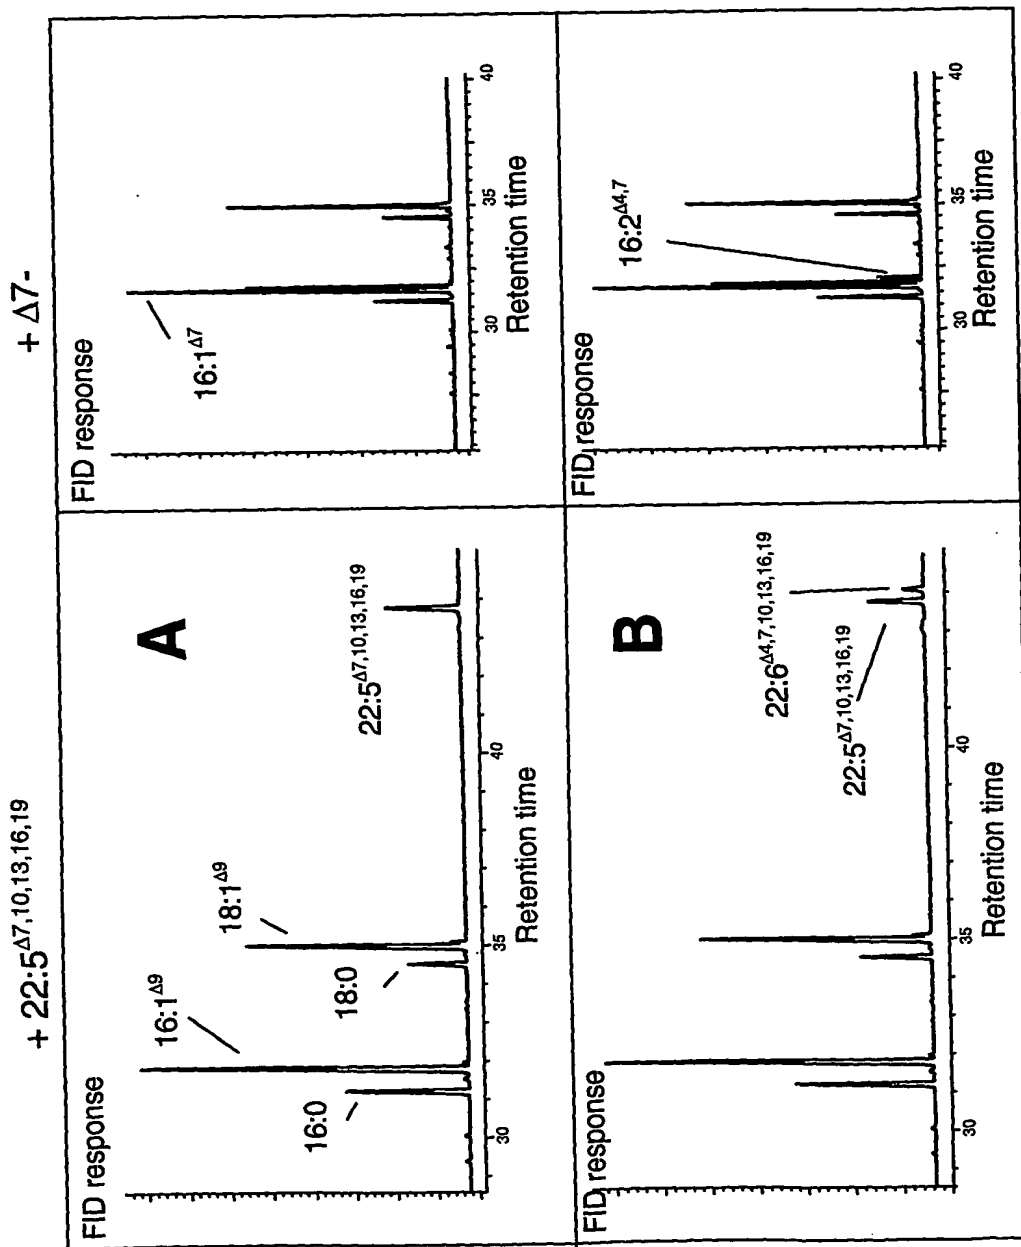 + 22:5Δ7,10,13,16,19
+ Δ7-
FID response
A
16:0
16:1Δ9
18:0
18:1Δ9
22:5Δ7,10,13,16,19
30
35
40
Retention time
FID response
16:1Δ7
30
35
40
Retention time
FID response
B
22:5Δ7,10,13,16,19
22:6Δ4,7,10,13,16,19
30
35
40
Retention time
FID response
16:2Δ4,7
30
35
40
Retention time